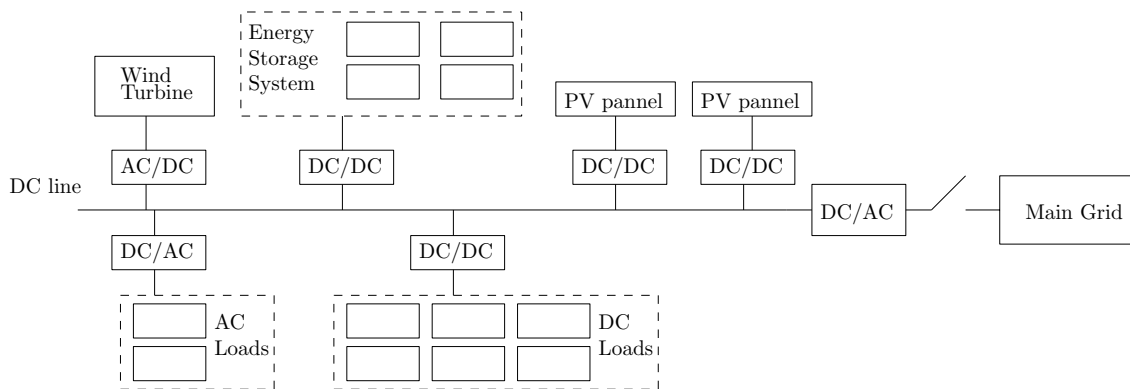 Energy
Storage
System
Wind
Turbine
PV pannel
PV pannel
AC/DC
DC/DC
DC/DC
DC/DC
DC line
DC/AC
Main Grid
DC/AC
DC/DC
AC
Loads
DC
Loads